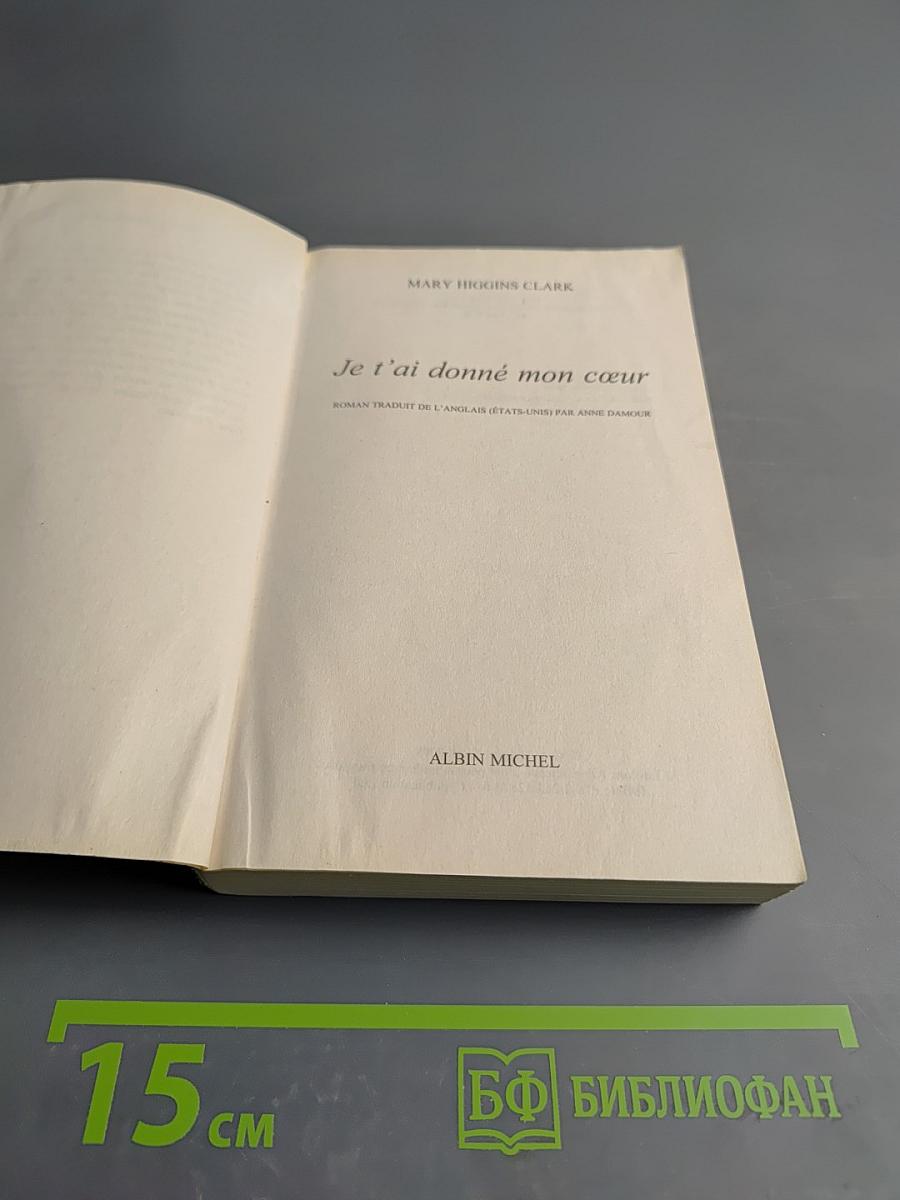 MARY HIGGINS CLARK
Je t'ai donné mon cœur
ROMAN TRADUIT DE L'ANGLAIS (ÉTATS-UNIS) PAR ANNE DAMOUR
ALBIN MICHEL
15 см
БФ БИБЛИОФАН